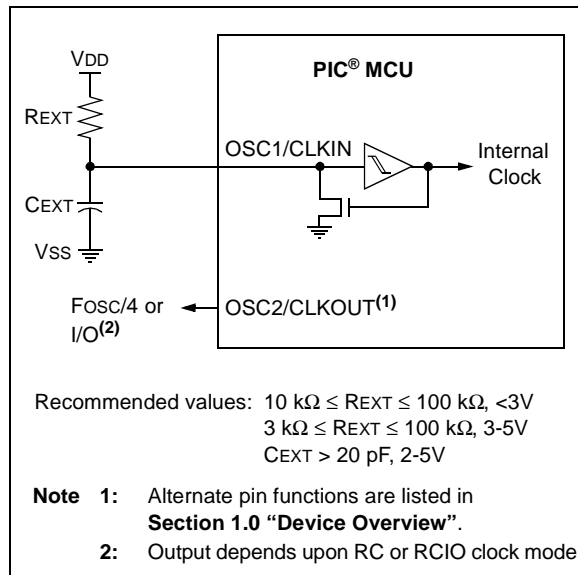 VDD
PIC® MCU
REXT
OSC1/CLKIN
Internal
Clock
CEXT
VSS
FOSC/4 or
I/O(2)
OSC2/CLKOUT(1)
Recommended values: 10 kΩ ≤ REXT ≤ 100 kΩ, <3V
3 kΩ ≤ REXT ≤ 100 kΩ, 3-5V
CEXT > 20 pF, 2-5V
Note 1: Alternate pin functions are listed in
Section 1.0 “Device Overview”.
2: Output depends upon RC or RCIO clock mode